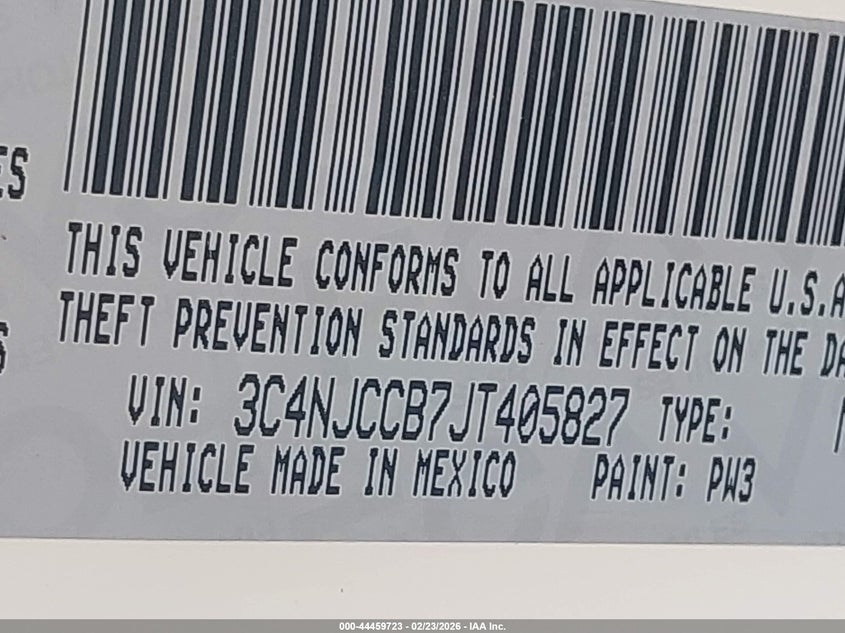 ES
THIS VEHICLE CONFORMS TO ALL APPLICABLE U.S.A
THEFT PREVENTION STANDARDS IN EFFECT ON THE DA
S
VIN: 3C4NJCCB7JT405827 TYPE:
VEHICLE MADE IN MEXICO PAINT: PW3
000-44459723 - 02/23/2026 - IAA Inc.